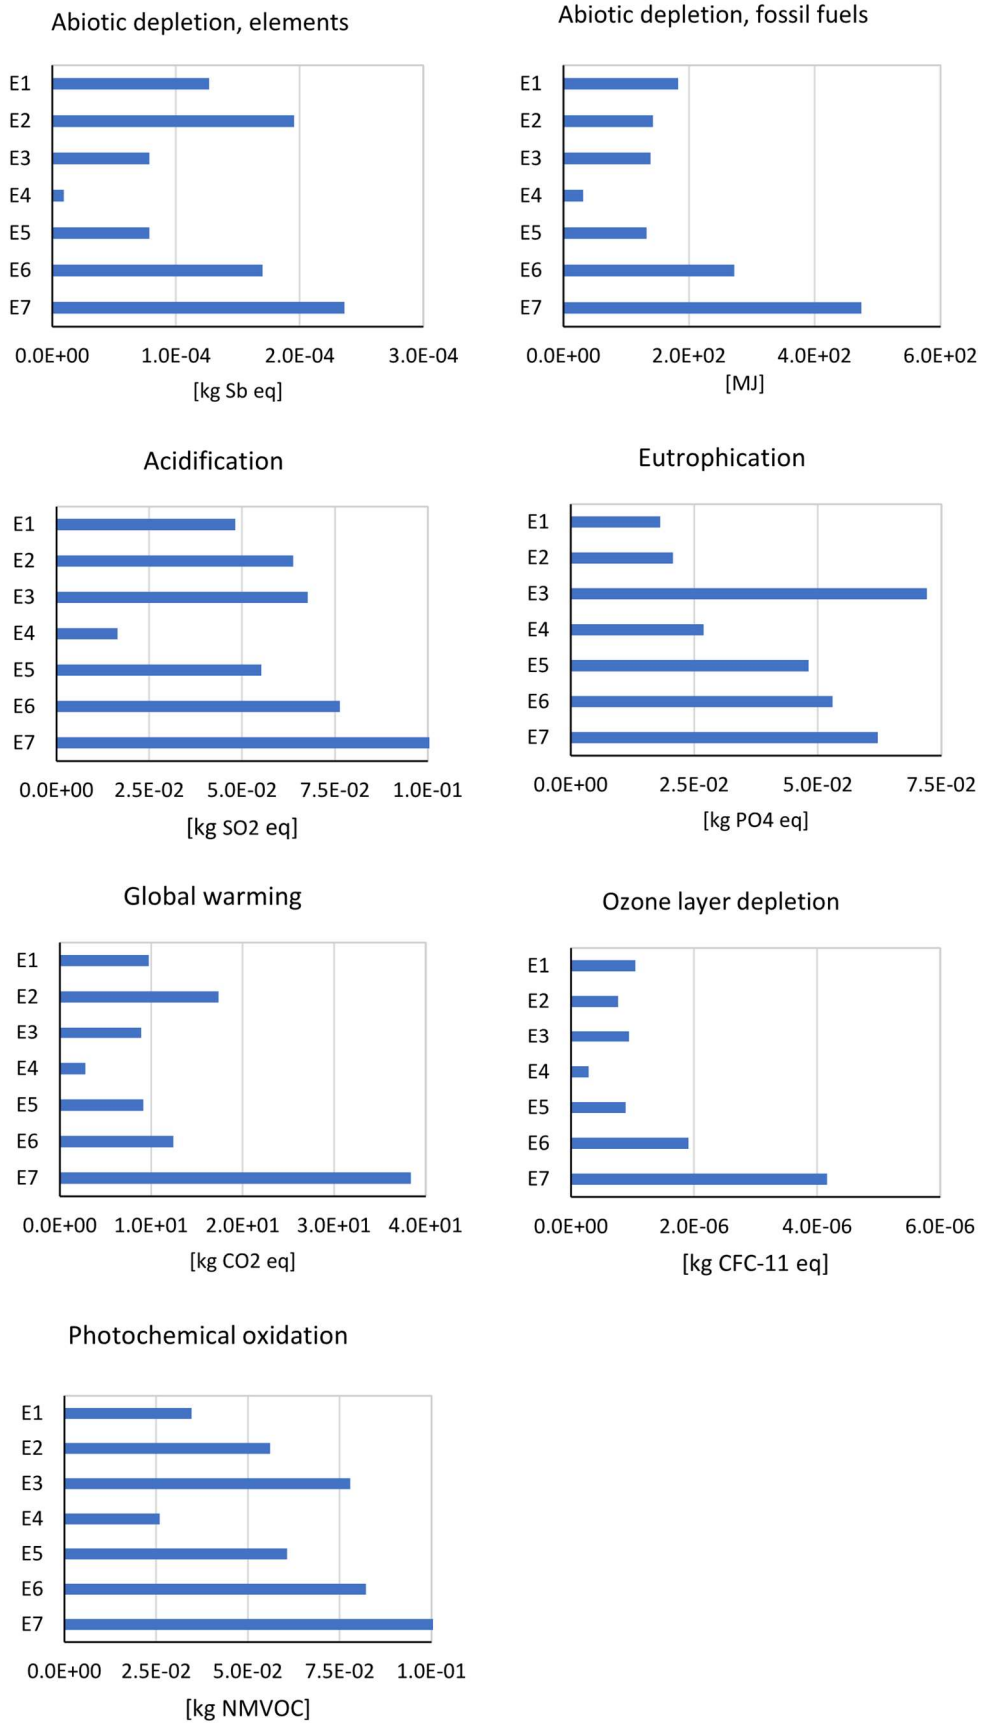 Abiotic depletion, elements
E1
E2
E3
E4
E5
E6
E7
0.0E+00 1.0E-04 2.0E-04 3.0E-04
[kg Sb eq]
Abiotic depletion, fossil fuels
E1
E2
E3
E4
E5
E6
E7
0.0E+00 2.0E+02 4.0E+02 6.0E+02
[MJ]
Acidification
E1
E2
E3
E4
E5
E6
E7
0.0E+00 2.5E-02 5.0E-02 7.5E-02 1.0E-01
[kg SO2 eq]
Eutrophication
E1
E2
E3
E4
E5
E6
E7
0.0E+00 2.5E-02 5.0E-02 7.5E-02
[kg PO4 eq]
Global warming
E1
E2
E3
E4
E5
E6
E7
0.0E+00 1.0E+01 2.0E+01 3.0E+01 4.0E+01
[kg CO2 eq]
Ozone layer depletion
E1
E2
E3
E4
E5
E6
E7
0.0E+00 2.0E-06 4.0E-06 6.0E-06
[kg CFC-11 eq]
Photochemical oxidation
E1
E2
E3
E4
E5
E6
E7
0.0E+00 2.5E-02 5.0E-02 7.5E-02 1.0E-01
[kg NMVOC]